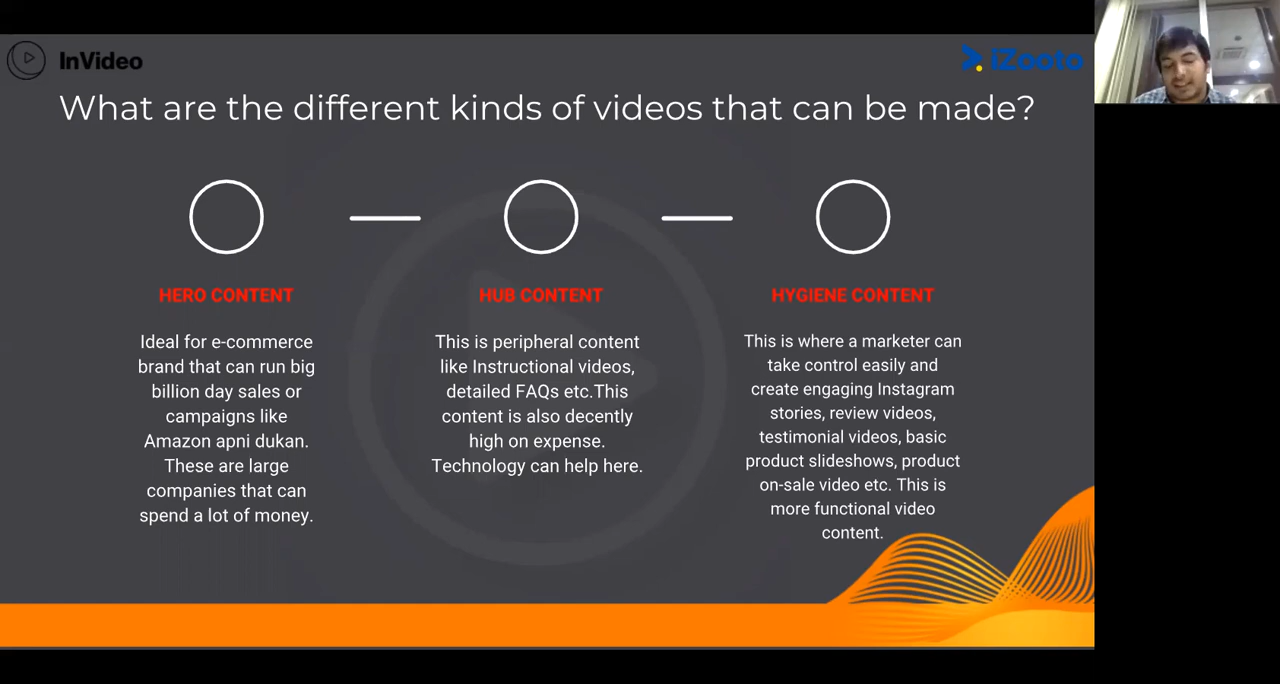 InVideo
iZooto
What are the different kinds of videos that can be made?
HERO CONTENT
Ideal for e-commerce
brand that can run big
billion day sales or
campaigns like
Amazon apni dukan.
These are large
companies that can
spend a lot of money.
HUB CONTENT
This is peripheral content
like Instructional videos,
detailed FAQs etc.This
content is also decently
high on expense.
Technology can help here.
HYGIENE CONTENT
This is where a marketer can
take control easily and
create engaging Instagram
stories, review videos,
testimonial videos, basic
product slideshows, product
on-sale video etc. This is
more functional video
content.